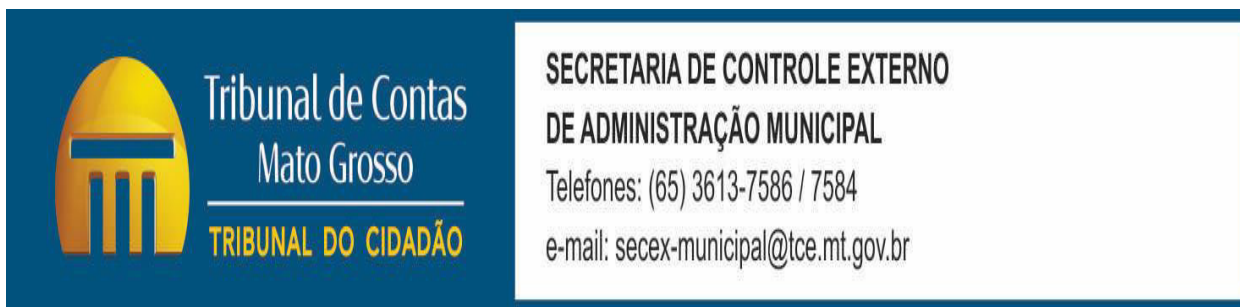 Tribunal de Contas
Mato Grosso
TRIBUNAL DO CIDADÃO
SECRETARIA DE CONTROLE EXTERNO
DE ADMINISTRAÇÃO MUNICIPAL
Telefones: (65) 3613-7586 / 7584
e-mail: secex-municipal@tce.mt.gov.br